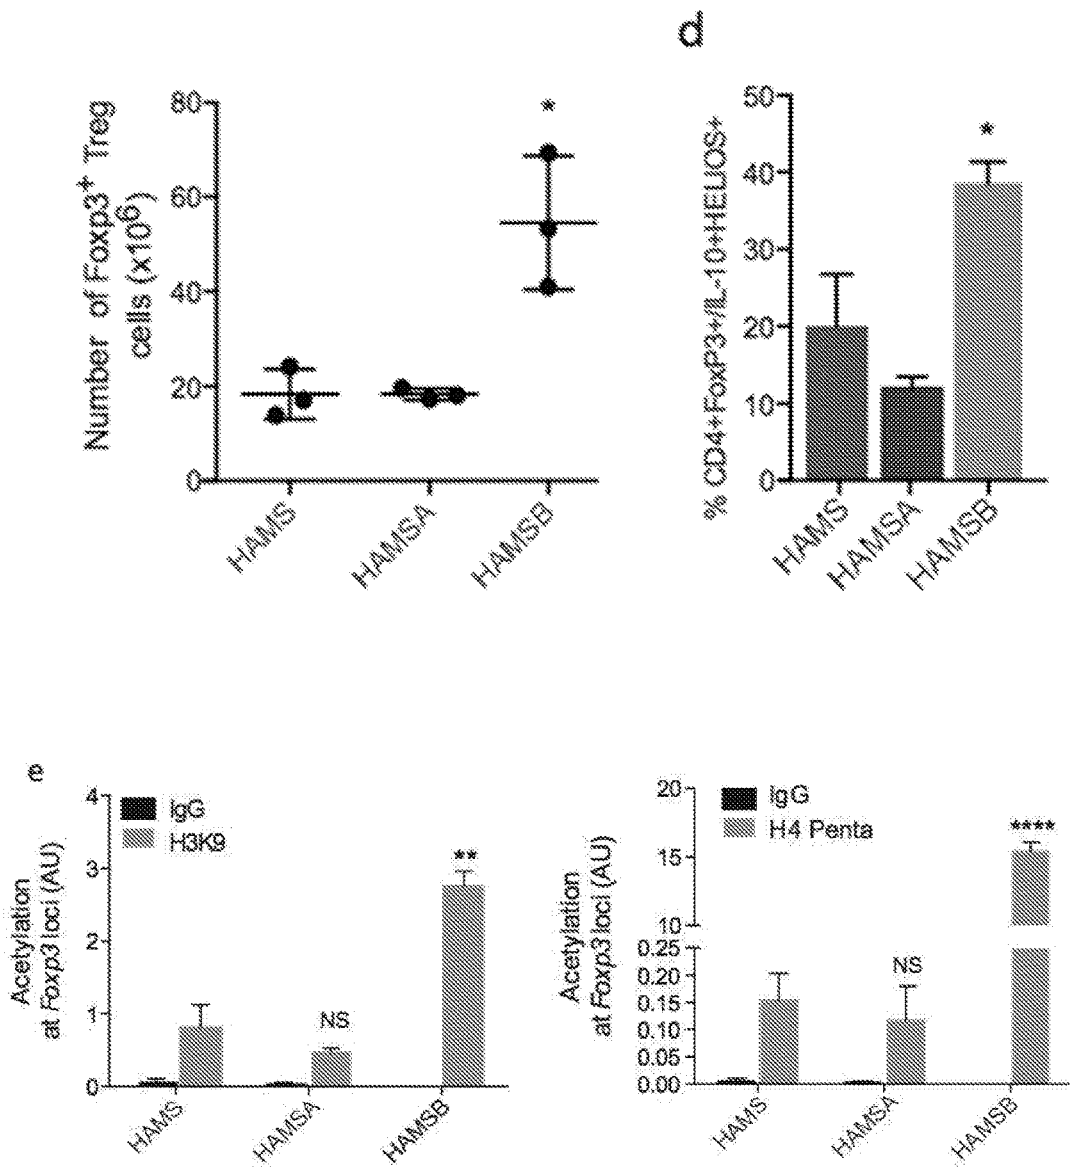 Number of Foxp3+ Treg
cells (x10^6)
80
60
40
20
0
*
HAMS
HAMSA
HAMSB
d
% CD4+FoxP3+/IL-10+HELIOS+
50
40
30
20
10
0
*
HAMS
HAMSA
HAMSB
e
Acetylation
at Foxp3 loci (AU)
4
3
2
1
0
IgG
H3K9
NS
**
HAMS
HAMSA
HAMSB
Acetylation
at Foxp3 loci (AU)
20
15
10
0.25
0.20
0.15
0.10
0.05
0.00
IgG
H4 Penta
NS
****
HAMS
HAMSA
HAMSB